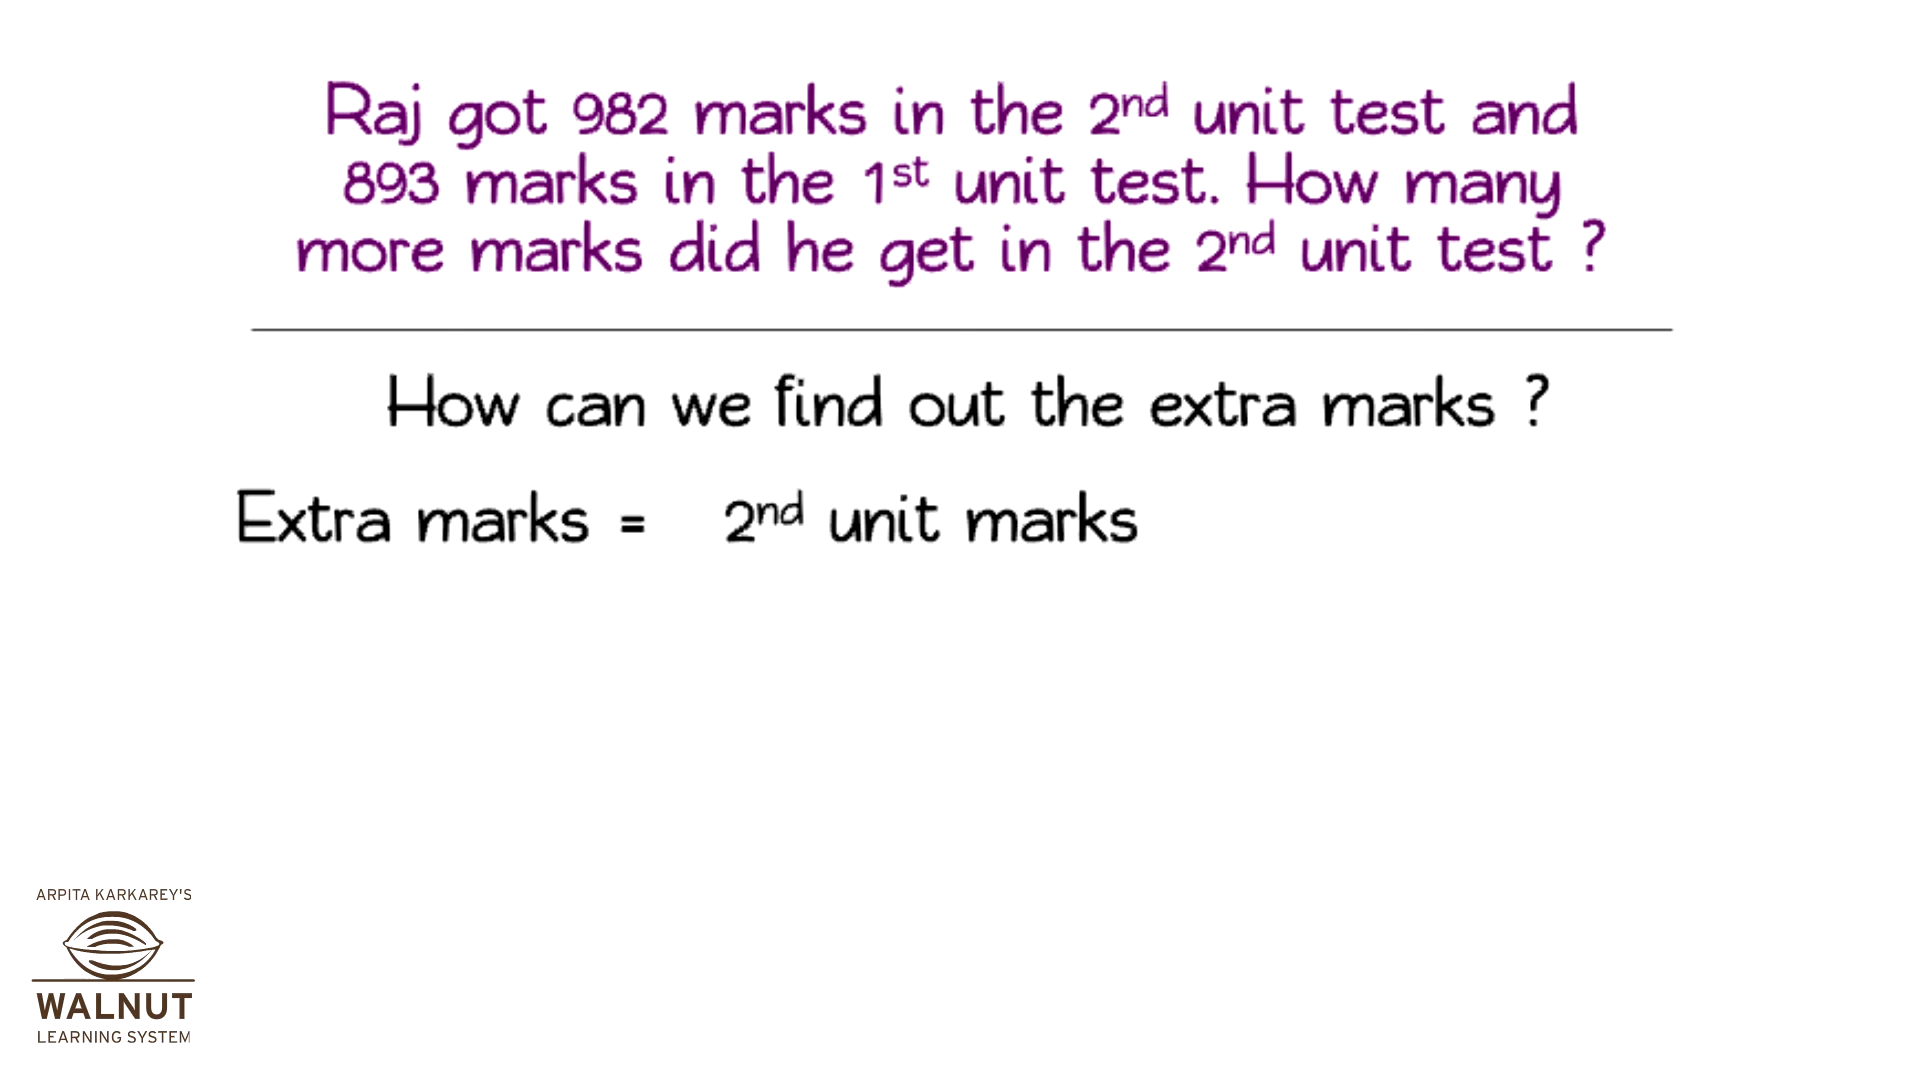 Raj got 982 marks in the 2nd unit test and
893 marks in the 1st unit test. How many
more marks did he get in the 2nd unit test ?
How can we find out the extra marks ?
Extra marks = 2nd unit marks
ARPITA KARKAREY'S
WALNUT
LEARNING SYSTEM